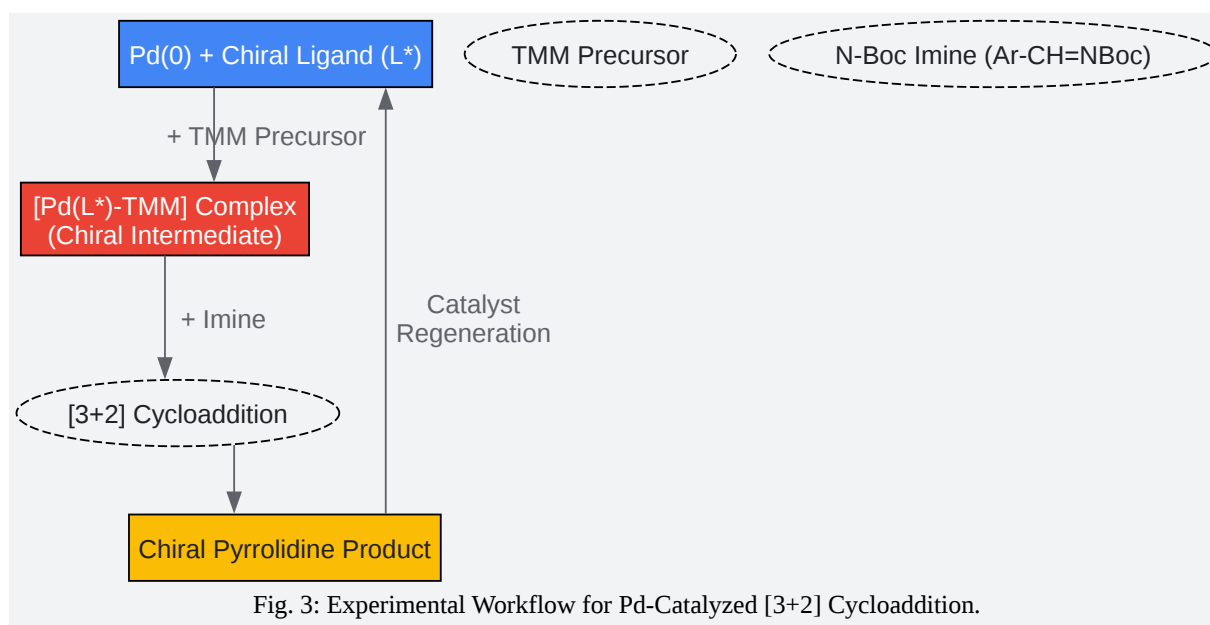 Pd(0) + Chiral Ligand (L*)
TMM Precursor
N-Boc Imine (Ar-CH=NBoc)
+ TMM Precursor
[Pd(L*)-TMM] Complex
(Chiral Intermediate)
+ Imine
Catalyst
Regeneration
[3+2] Cycloaddition
Chiral Pyrrolidine Product
Fig. 3: Experimental Workflow for Pd-Catalyzed [3+2] Cycloaddition.